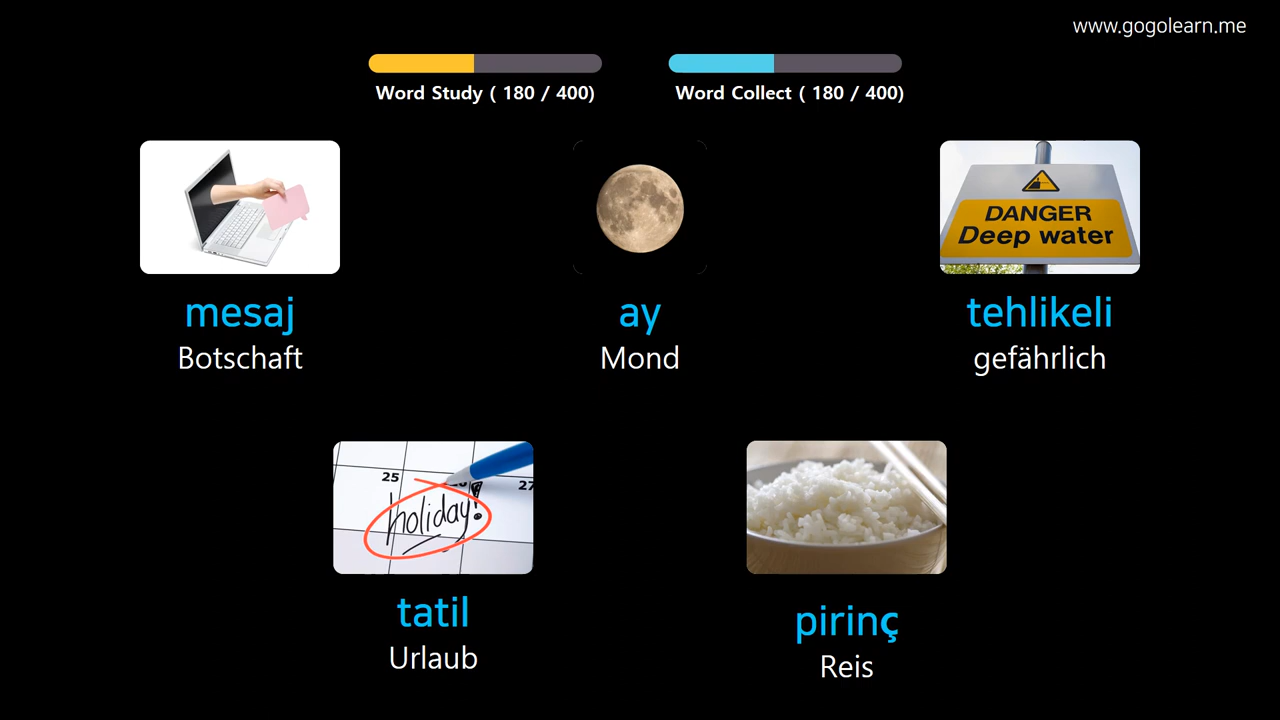 www.gogolearn.me
Word Study ( 180 / 400)
Word Collect ( 180 / 400)
DANGER
Deep water
mesaj
ay
tehlikeli
Botschaft
Mond
gefährlich
25
27
holiday!
tatil
pirinç
Urlaub
Reis